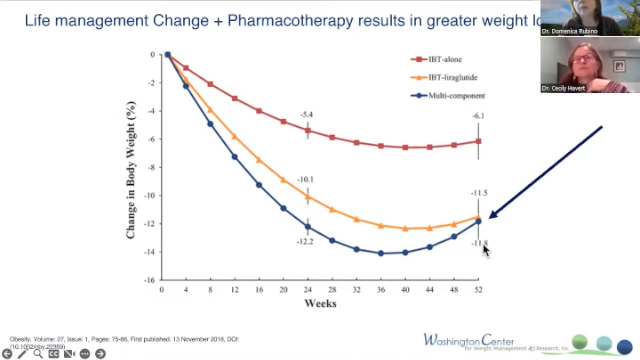 Life management Change + Pharmacotherapy results in greater weight lo
Dr. Domenica Rubino
Dr. Cecily Havert
IBT-alone
IBT-liraglutide
Multi-component
Change in Body Weight (%)
0
-2
-4
-6
-8
-10
-12
-14
-16
-5.4
-10.1
-12.2
-6.1
-11.5
-11.8
0 4 8 12 16 20 24 28 32 36 40 44 48 52
Weeks
Obesity, Volume: 27, Issue: 1, Pages: 75-86, First published: 13 November 2018, DOI:
Washington Center
for Weight Management & Research, Inc.